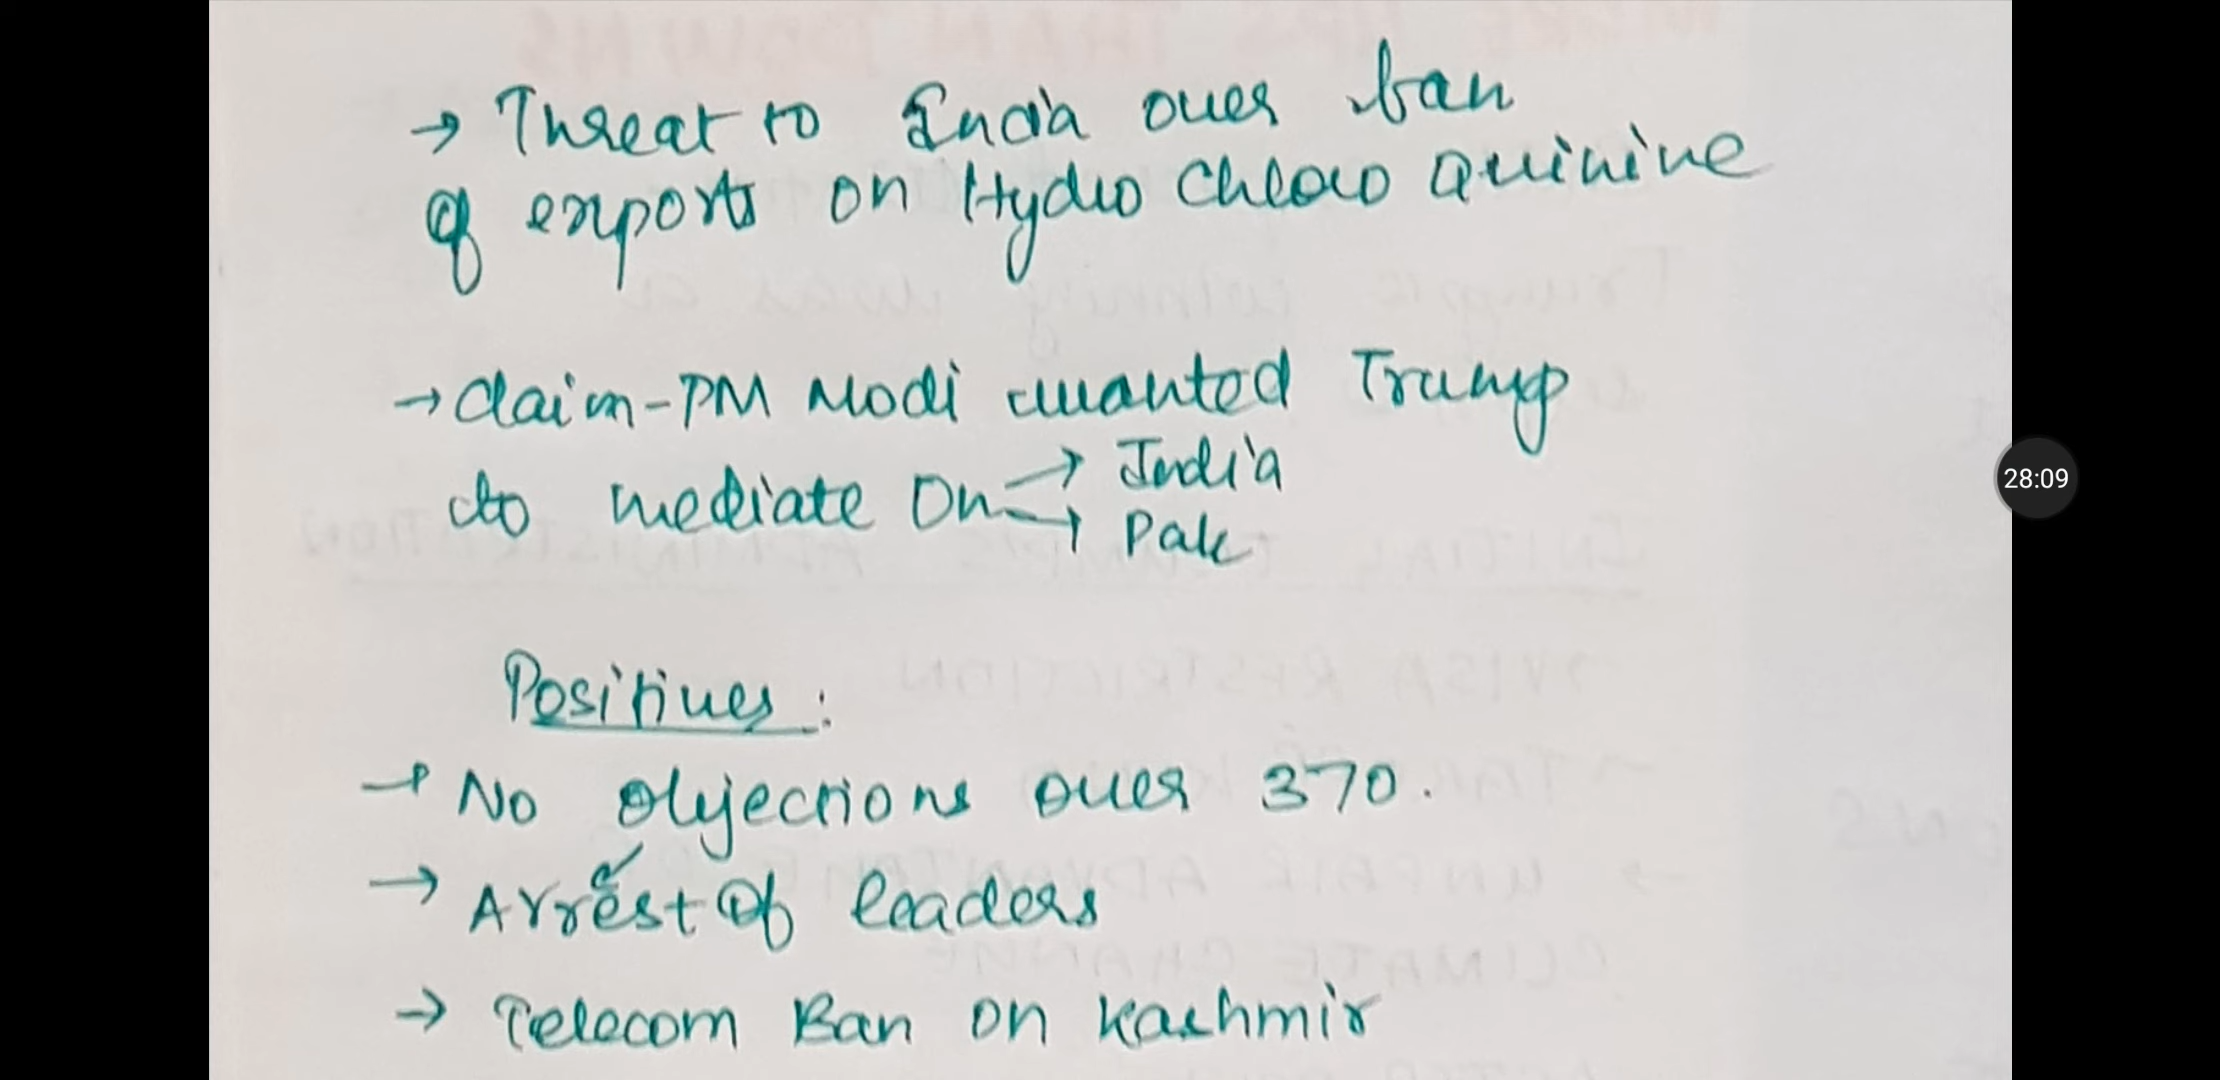 → Threat to India over ban
of exports on Hydro Chloro Quinine
→ Claim - PM Modi wanted Trump
to mediate on → India
→ Pak
Positives :
→ No objections over 370.
→ Arrest of leaders
→ Telecom Ban on Kashmir
28:09